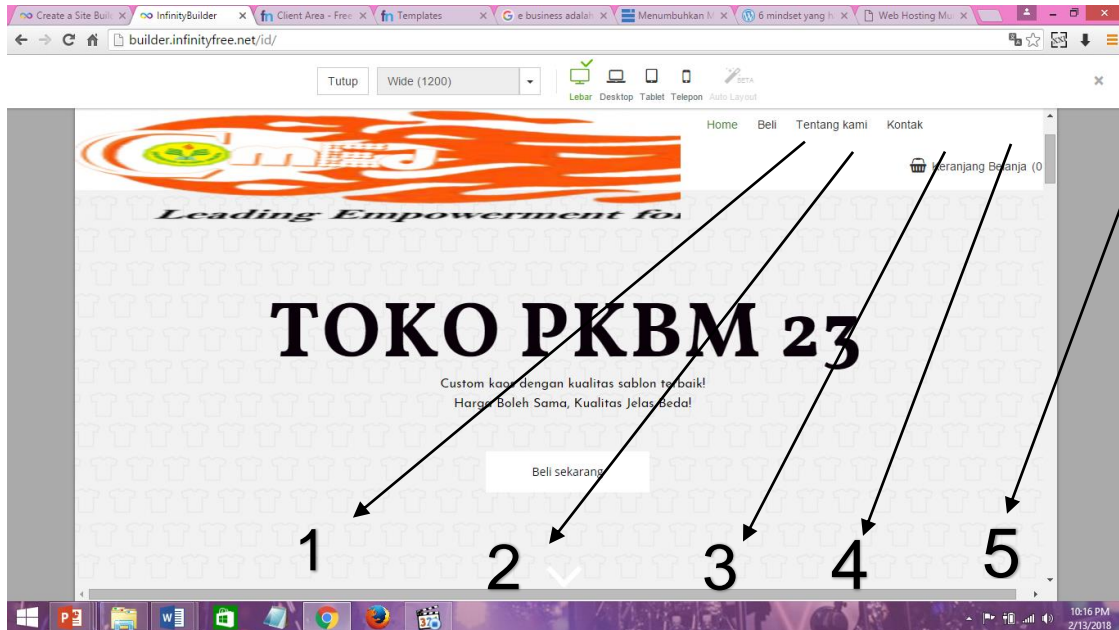 Create a Site Buil InfinityBuilder Client Area - Free Templates e business adalah Menumbuhkan M 6 mindset yang h Web Hosting Mu
builder.infinityfree.net/id/
Tutup Wide (1200) Lebar Desktop Tablet Telepon BETA Auto Layout
Home Beli Tentang kami Kontak
Keranjang Belanja (0
Leading Empowerment for
TOKO PKBM 23
Custom kaos dengan kualitas sablon terbaik!
Harga Boleh Sama, Kualitas Jelas Beda!
Beli sekarang
1 2 3 4 5
10:16 PM
2/13/2018